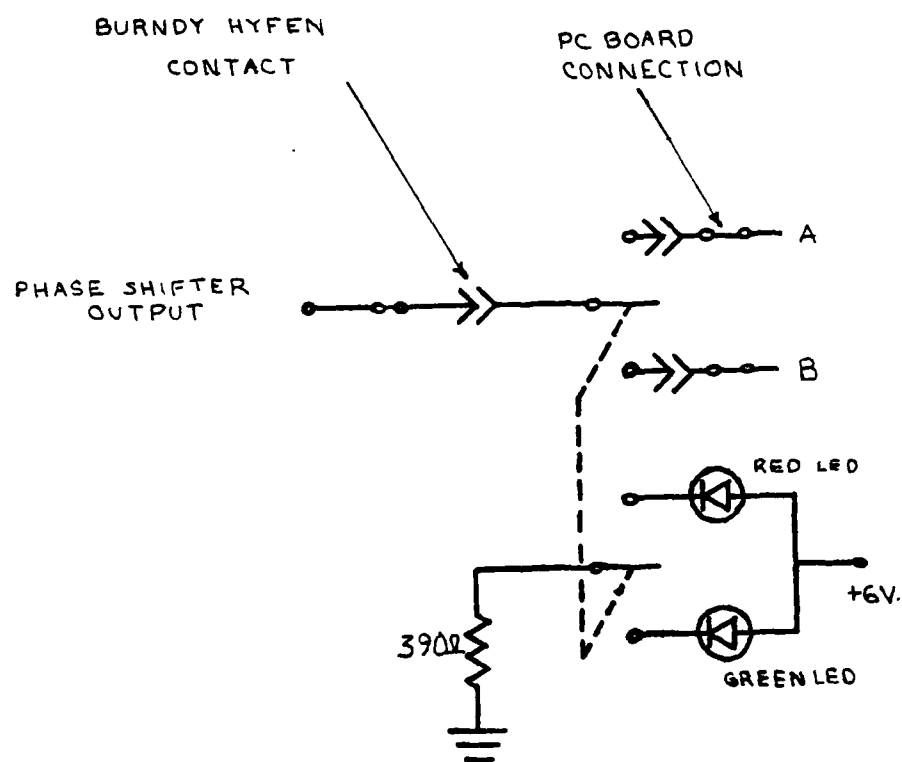 BURNDY HYFEN
CONTACT
PC BOARD
CONNECTION
A
PHASE SHIFTER
OUTPUT
B
RED LED
+6V.
390Ω
GREEN LED